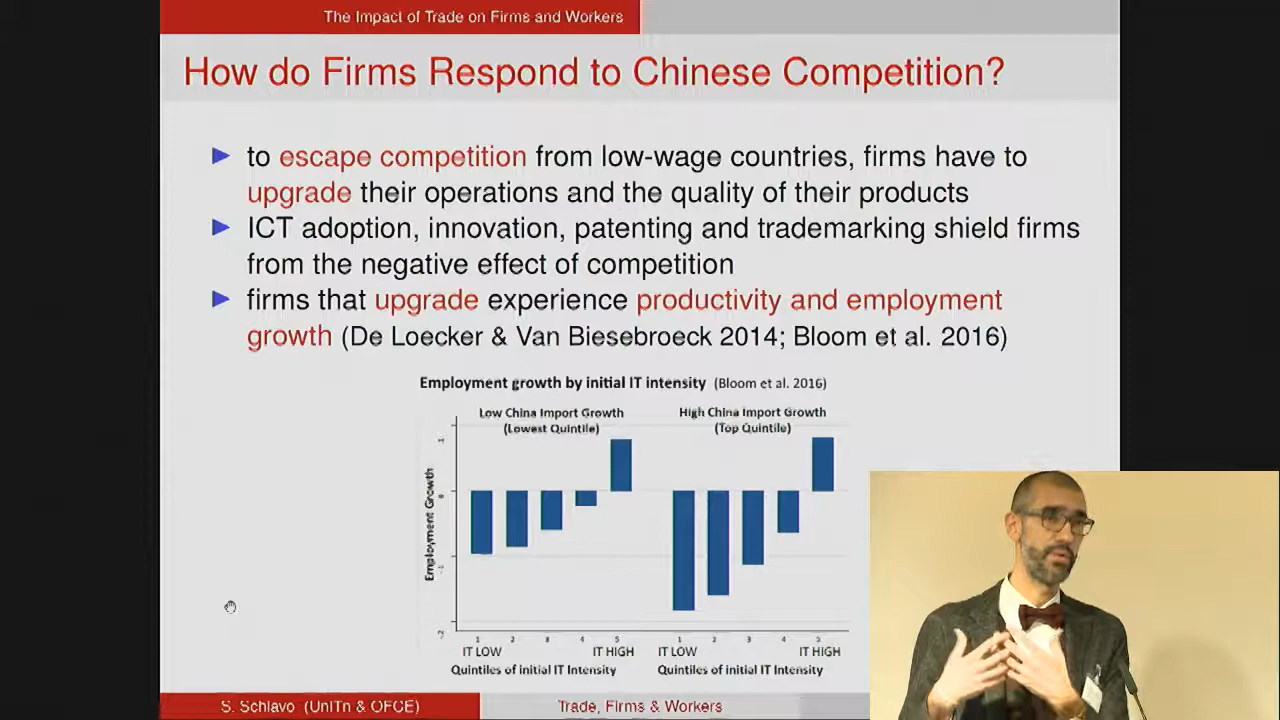 The Impact of Trade on Firms and Workers
How do Firms Respond to Chinese Competition?
to escape competition from low-wage countries, firms have to
upgrade their operations and the quality of their products
ICT adoption, innovation, patenting and trademarking shield firms
from the negative effect of competition
firms that upgrade experience productivity and employment
growth (De Loecker & Van Biesebroeck 2014; Bloom et al. 2016)
Employment growth by initial IT intensity (Bloom et al. 2016)
Low China Import Growth
(Lowest Quintile)
High China Import Growth
(Top Quintile)
Employment Growth
1
0
-1
-2
1 2 3 4 5
1 2 3 4 5
IT LOW IT HIGH
IT LOW IT HIGH
Quintiles of initial IT Intensity
Quintiles of initial IT Intensity
S. Schiavo (UniTn & OFCE)
Trade, Firms & Workers